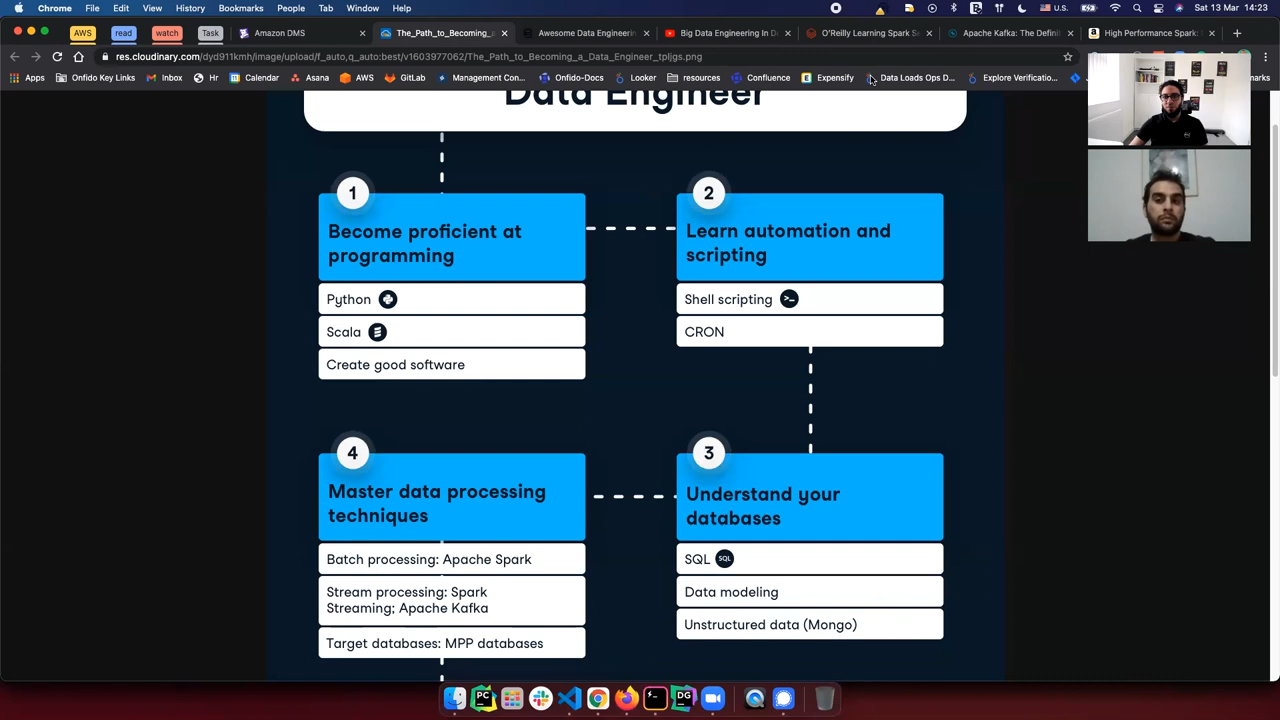 Chrome File Edit View History Bookmarks People Tab Window Help Sat 13 Mar 14:23
AWS read watch Task Amazon DMS The_Path_to_Becoming_a Awesome Data Engineerin Big Data Engineering In D O'Reilly Learning Spark Se Apache Kafka: The Defini High Performance Spark:
res.cloudinary.com/dyd911kmh/image/upload/f_auto,q_auto:best/v1603977062/The_Path_to_Becoming_a_Data_Engineer_tpljgs.png
Apps Onfido Key Links Inbox Hr Calendar Asana AWS GitLab Management Con... Onfido-Docs Looker resources Confluence Expensify Data Loads Ops D... Explore Verificatio...
Data Engineer
1
Become proficient at
programming
Python
Scala
Create good software
2
Learn automation and
scripting
Shell scripting
CRON
4
Master data processing
techniques
Batch processing: Apache Spark
Stream processing: Spark
Streaming; Apache Kafka
Target databases: MPP databases
3
Understand your
databases
SQL SQL
Data modeling
Unstructured data (Mongo)
PC DG